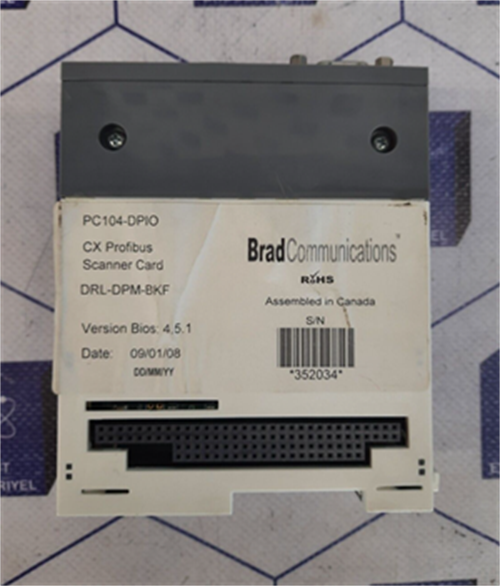 PC104-DPIO
CX Profibus
Scanner Card
DRL-DPM-BKF
Version Bios: 4.5.1
Date: 09/01/08
DD/MM/YY
BradCommunications
RoHS
Assembled in Canada
S/N
*352034*